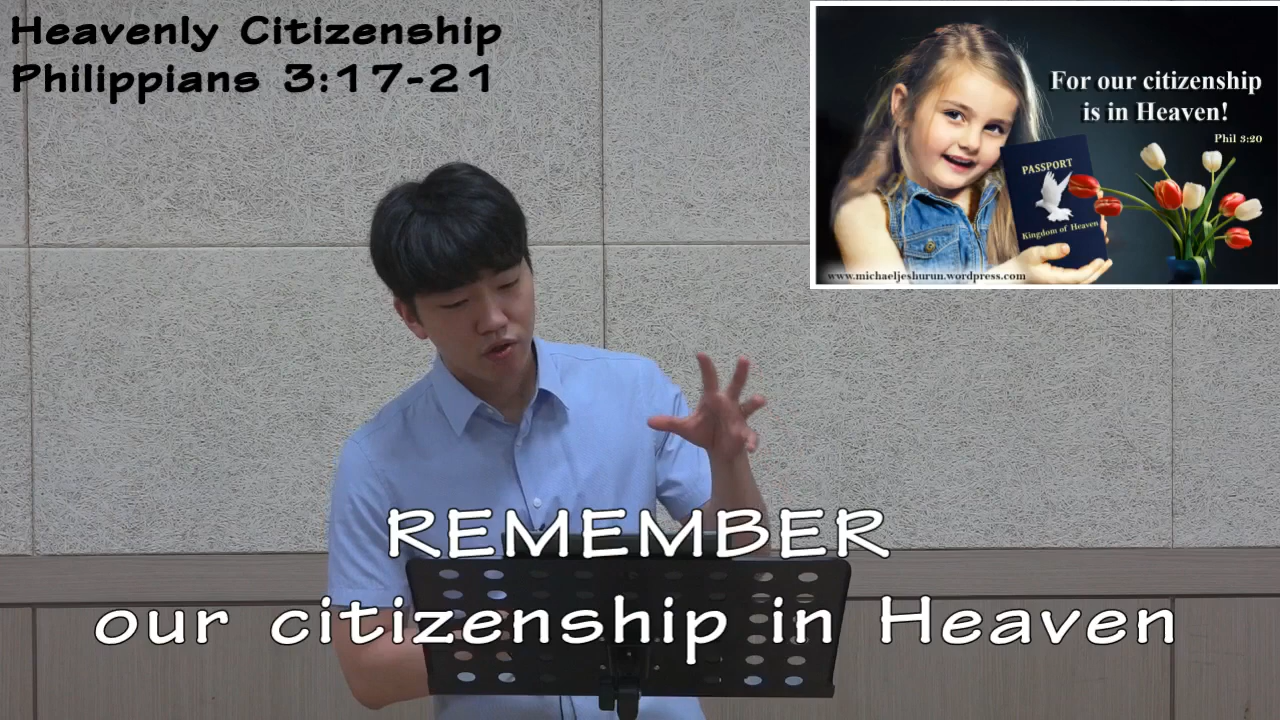 Heavenly Citizenship
Philippians 3:17-21
For our citizenship
is in Heaven!
Phil 3:20
PASSPORT
Kingdom of Heaven
www.michaeljeshurun.wordpress.com
REMEMBER
our citizenship in Heaven